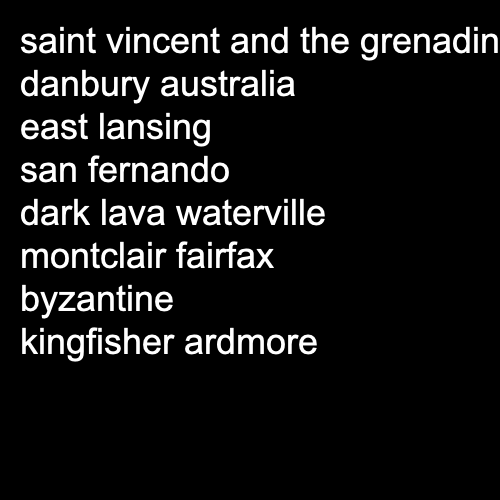 saint vincent and the grenadin
danbury australia
east lansing
san fernando
dark lava waterville
montclair fairfax
byzantine
kingfisher ardmore